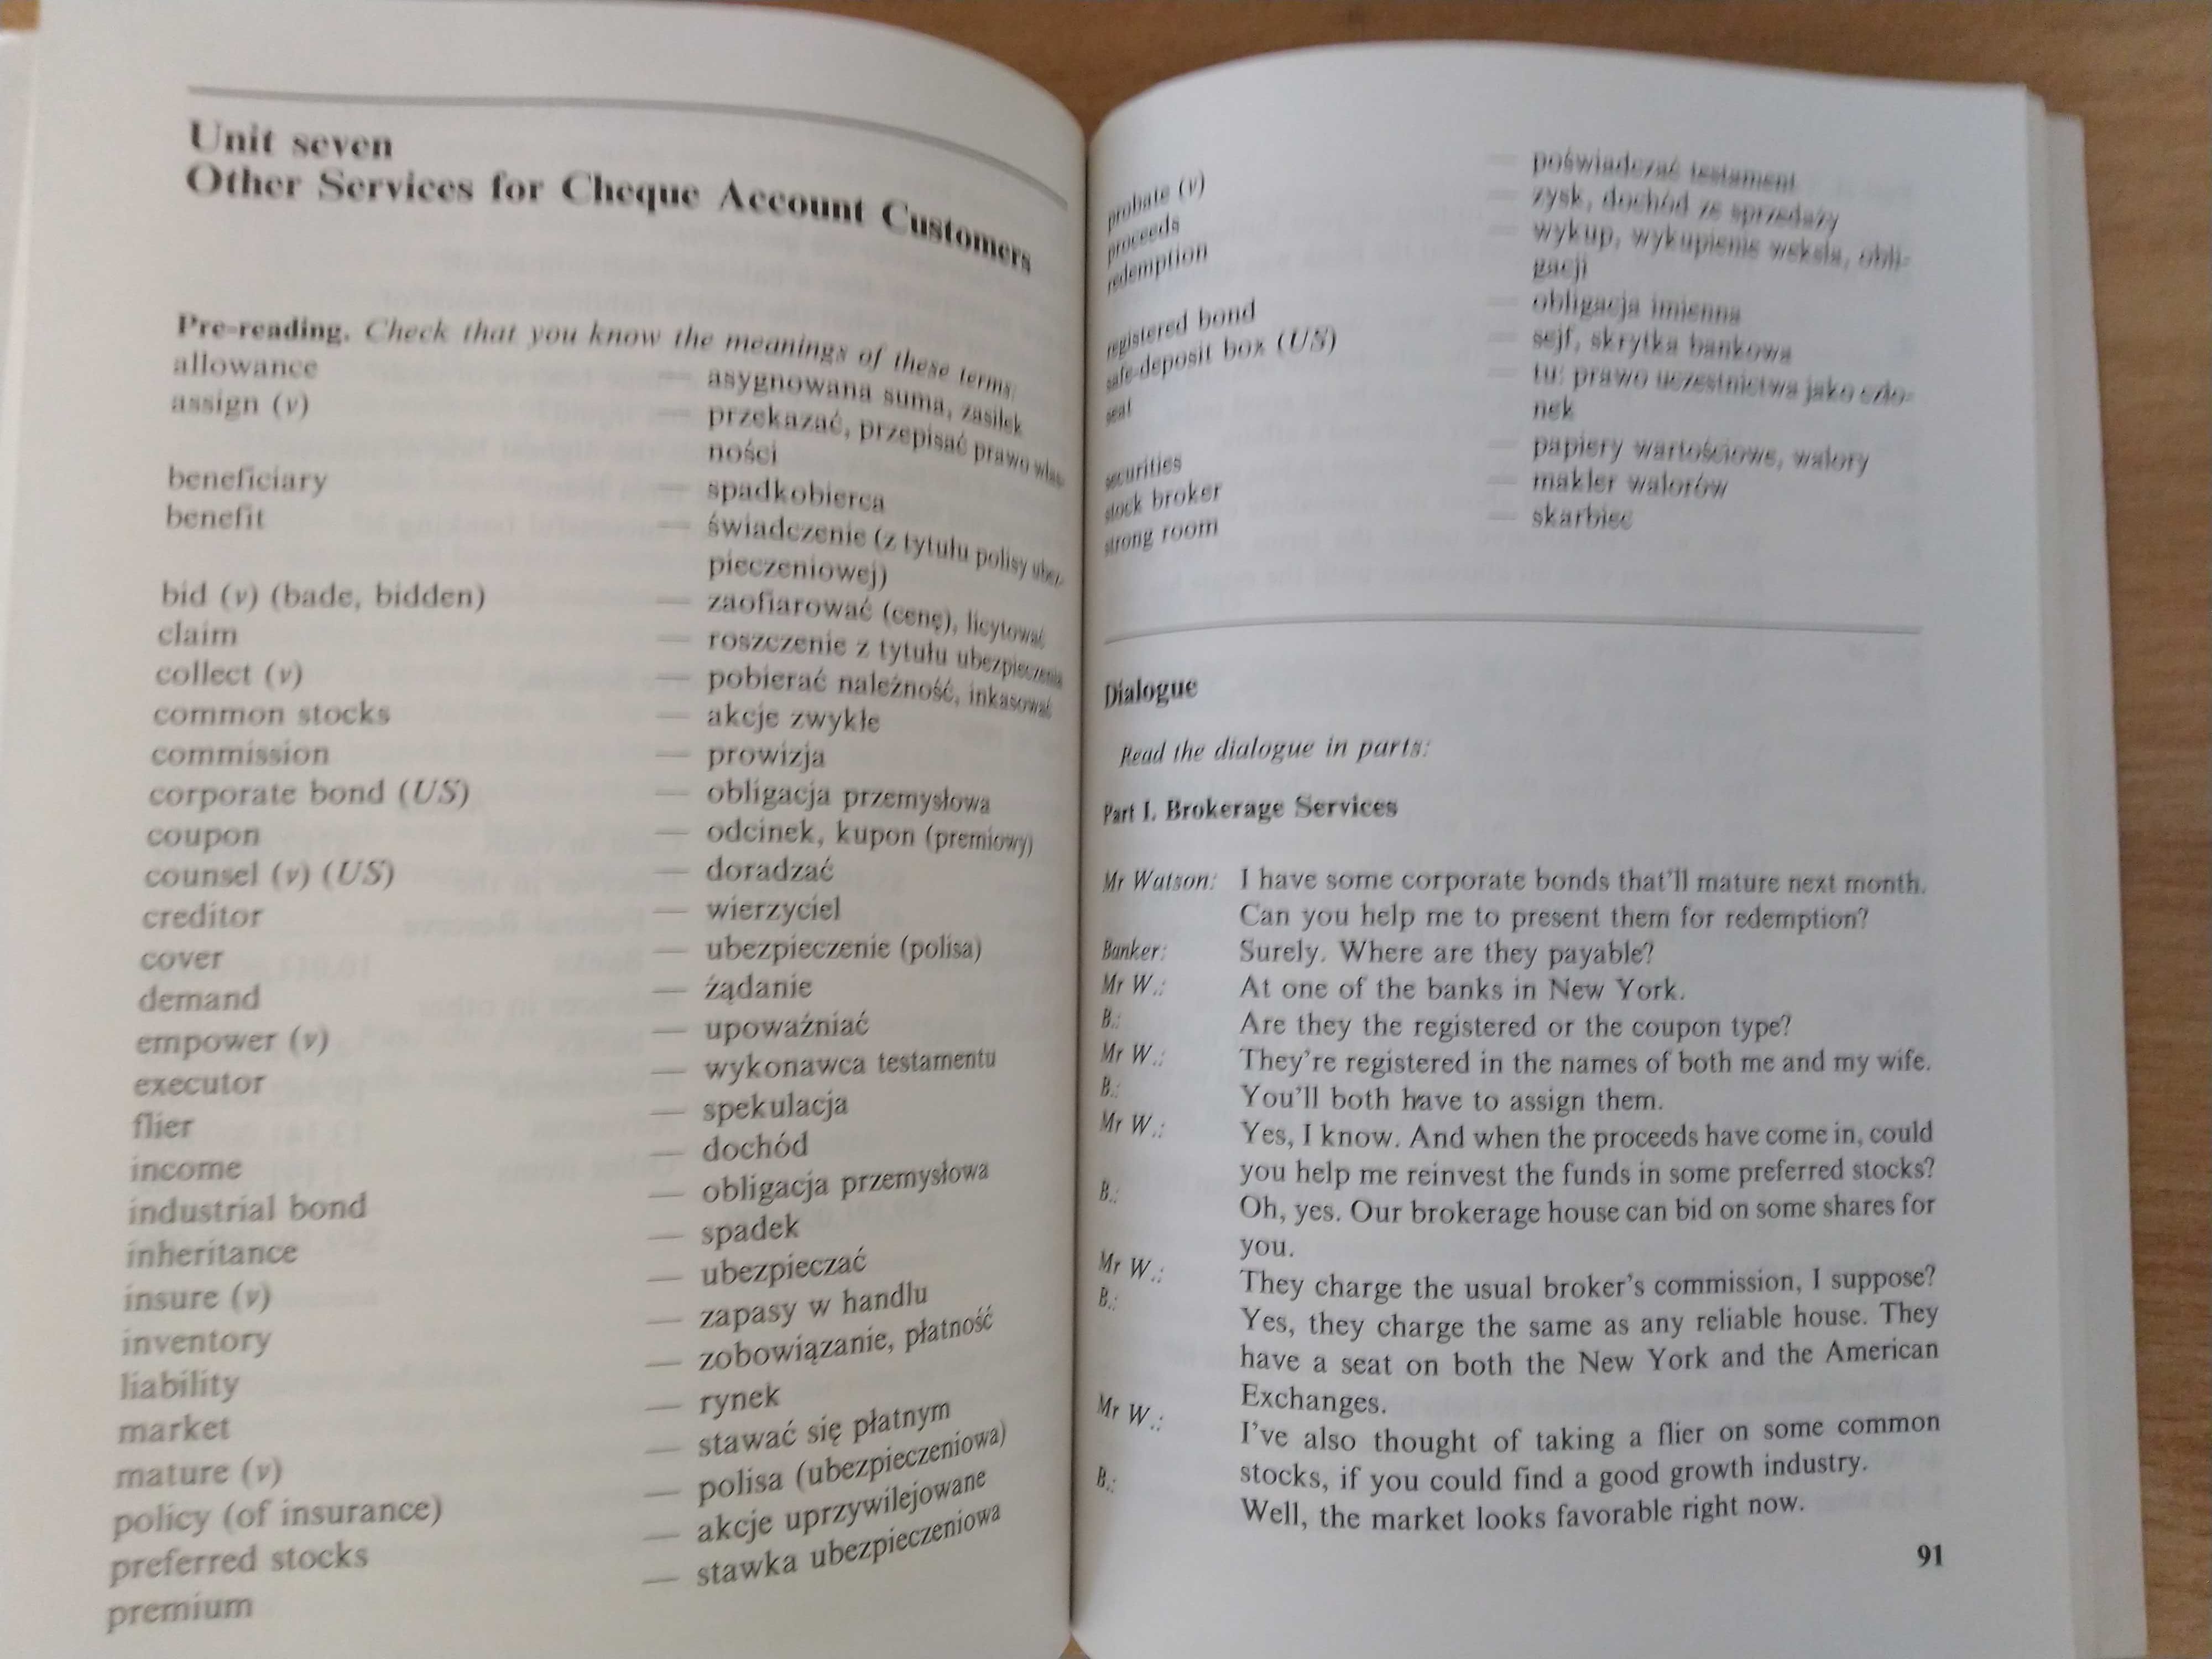 Unit seven
Other Services for Cheque Account Customers
Pre-reading. Check that you know the meanings of these terms:
allowance — asygnowana suma, zasiłek
assign (v) — przekazać, przepisać prawo włas-
ności
beneficiary — spadkobierca
benefit — świadczenie (z tytułu polisy ubez-
pieczeniowej)
bid (v) (bade, bidden) — zaofiarować (cenę), licytować
claim — roszczenie z tytułu ubezpieczenia
collect (v) — pobierać należność, inkasować
common stocks — akcje zwykłe
commission — prowizja
corporate bond (US) — obligacja przemysłowa
coupon — odcinek, kupon (premiowy)
counsel (v) (US) — doradzać
creditor — wierzyciel
cover — ubezpieczenie (polisa)
demand — żądanie
empower (v) — upoważniać
executor — wykonawca testamentu
flier — spekulacja
income — dochód
industrial bond — obligacja przemysłowa
inheritance — spadek
insure (v) — ubezpieczać
inventory — zapasy w handlu
liability — zobowiązanie, płatność
market — rynek
mature (v) — stawać się płatnym
policy (of insurance) — polisa (ubezpieczeniowa)
preferred stocks — akcje uprzywilejowane
premium — stawka ubezpieczeniowa
probate (v) — poświadczać testament
proceeds — zysk, dochód ze sprzedaży
redemption — wykup, wykupienie weksla, obli-
gacji
registered bond — obligacja imienna
safe-deposit box (US) — sejf, skrytka bankowa
seat — tu: prawo uczestnictwa jako czło-
nek
securities — papiery wartościowe, walory
stock broker — makler walorów
strong room — skarbiec
Dialogue
Read the dialogue in parts:
Part I. Brokerage Services
Mr Watson: I have some corporate bonds that'll mature next month.
Can you help me to present them for redemption?
Banker: Surely. Where are they payable?
Mr W.: At one of the banks in New York.
B.: Are they the registered or the coupon type?
Mr W.: They're registered in the names of both me and my wife.
B.: You'll both have to assign them.
Mr W.: Yes, I know. And when the proceeds have come in, could
you help me reinvest the funds in some preferred stocks?
B.: Oh, yes. Our brokerage house can bid on some shares for
you.
Mr W.: They charge the usual broker's commission, I suppose?
B.: Yes, they charge the same as any reliable house. They
have a seat on both the New York and the American
Exchanges.
Mr W.: I've also thought of taking a flier on some common
stocks, if you could find a good growth industry.
B.: Well, the market looks favorable right now.
91